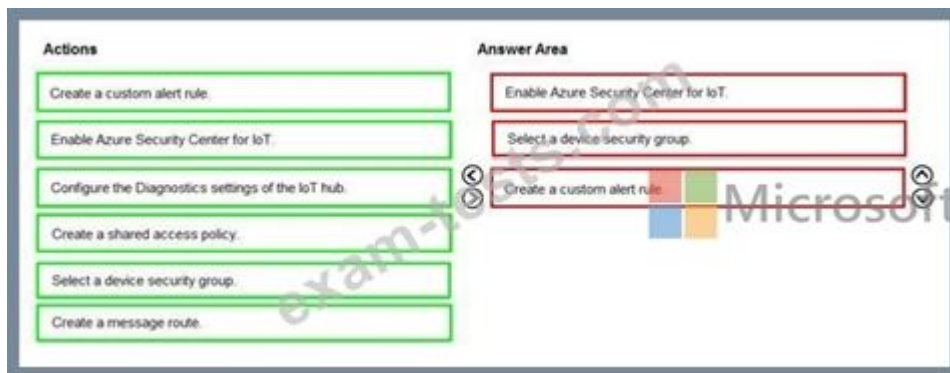 Actions
Answer Area
Create a custom alert rule.
Enable Azure Security Center for IoT.
Enable Azure Security Center for IoT.
Select a device security group.
Configure the Diagnostics settings of the IoT hub.
Create a custom alert rule.
Create a shared access policy.
Select a device security group.
Create a message route.
exam-tests.com
Microsoft